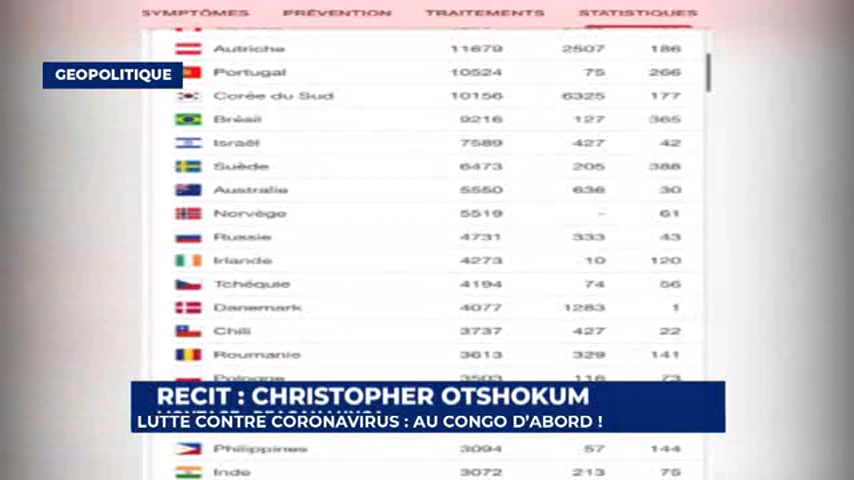 SYMPTÔMES PRÉVENTION TRAITEMENTS STATISTIQUES
Autriche 11679 2507 186
GEOPOLITIQUE
Portugal 10524 75 266
Corée du Sud 10156 6325 177
Brésil 9216 127 365
Israël 7589 427 42
Suède 6473 205 388
Australie 5550 636 30
Norvège 5519 - 61
Russie 4731 333 43
Irlande 4273 10 120
Tchéquie 4194 74 56
Danemark 4077 1283 1
Chili 3737 427 22
Roumanie 3613 329 141
Pologne 3503 116 73
RECIT : CHRISTOPHER OTSHOKUM
LUTTE CONTRE CORONAVIRUS : AU CONGO D'ABORD !
Philippines 3094 57 144
Inde 3072 213 75